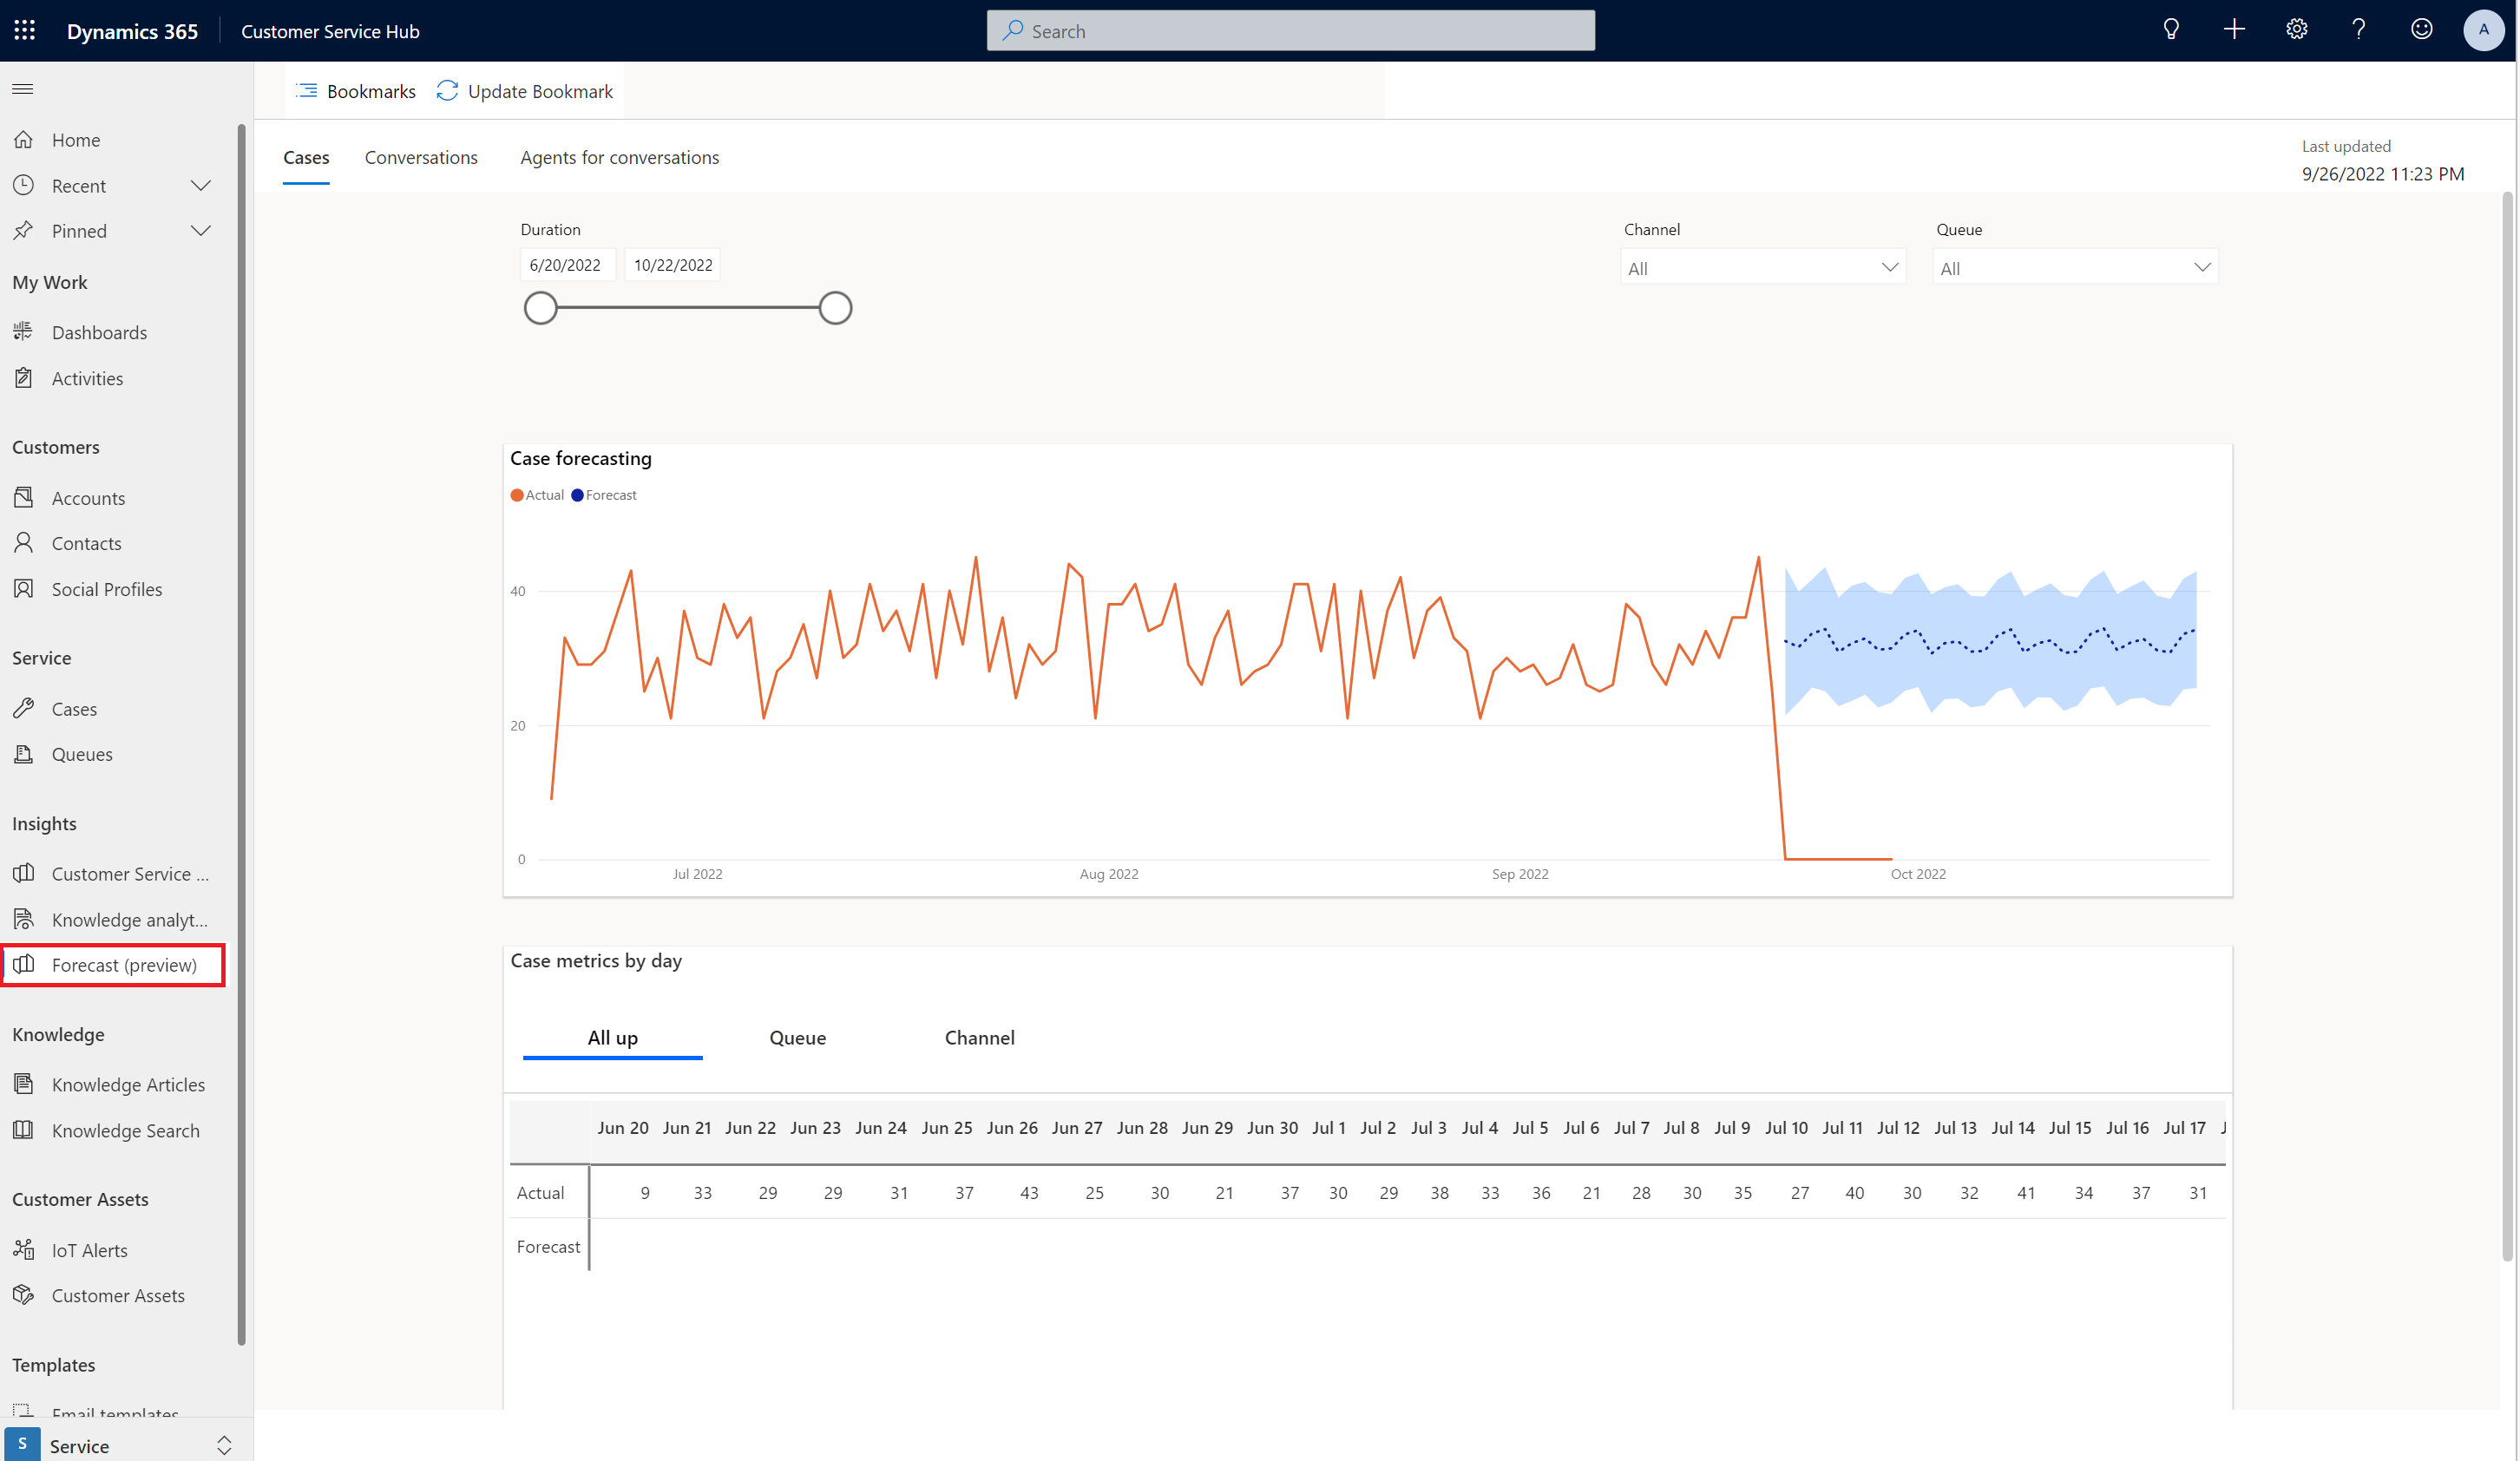 Dynamics 365
Customer Service Hub
Search
A
Bookmarks
Update Bookmark
Home
Recent
Pinned
My Work
Dashboards
Activities
Customers
Accounts
Contacts
Social Profiles
Service
Cases
Queues
Insights
Customer Service ...
Knowledge analyt...
Forecast (preview)
Knowledge
Knowledge Articles
Knowledge Search
Customer Assets
IoT Alerts
Customer Assets
Templates
Email templates
S Service
Cases Conversations Agents for conversations
Last updated
9/26/2022 11:23 PM
Duration
6/20/2022 10/22/2022
Channel
All
Queue
All
Case forecasting
Actual Forecast
40
20
0
Jul 2022 Aug 2022 Sep 2022 Oct 2022
Case metrics by day
All up Queue Channel
Jun 20 Jun 21 Jun 22 Jun 23 Jun 24 Jun 25 Jun 26 Jun 27 Jun 28 Jun 29 Jun 30 Jul 1 Jul 2 Jul 3 Jul 4 Jul 5 Jul 6 Jul 7 Jul 8 Jul 9 Jul 10 Jul 11 Jul 12 Jul 13 Jul 14 Jul 15 Jul 16 Jul 17
Actual 9 33 29 29 31 37 43 25 30 21 37 30 29 38 33 36 21 28 30 35 27 40 30 32 41 34 37 31
Forecast